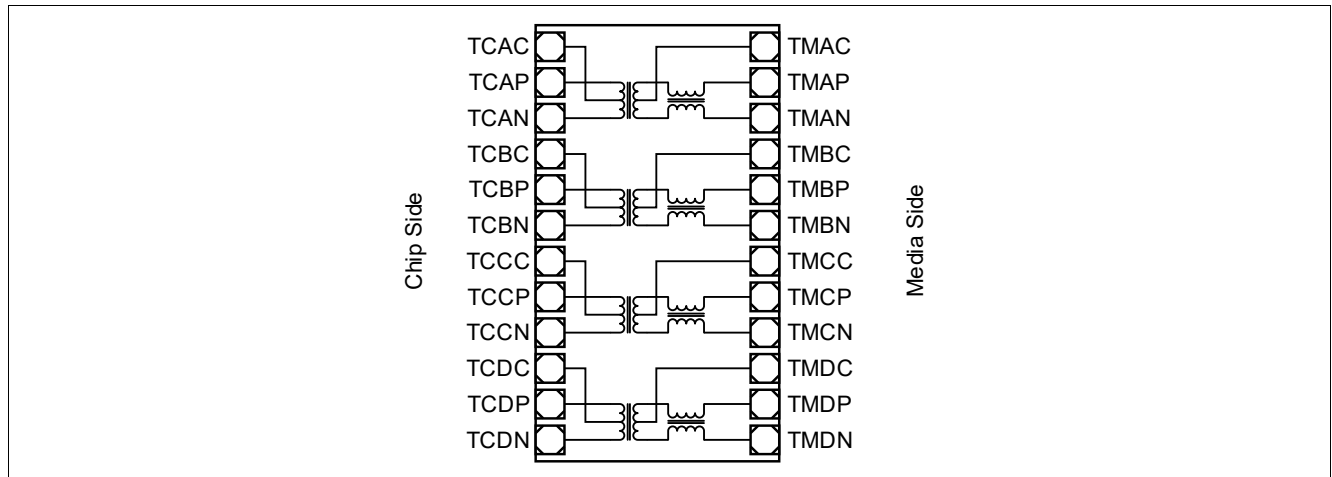 TCAC TMAC
TCAP TMAP
TCAN TMAN
TCBC TMBC
TCBP TMBP
TCBN TMBN
TCCC TMCC
TCCP TMCP
TCCN TMCN
TCDC TMDC
TCDP TMDP
TCDN TMDN
Chip Side
Media Side